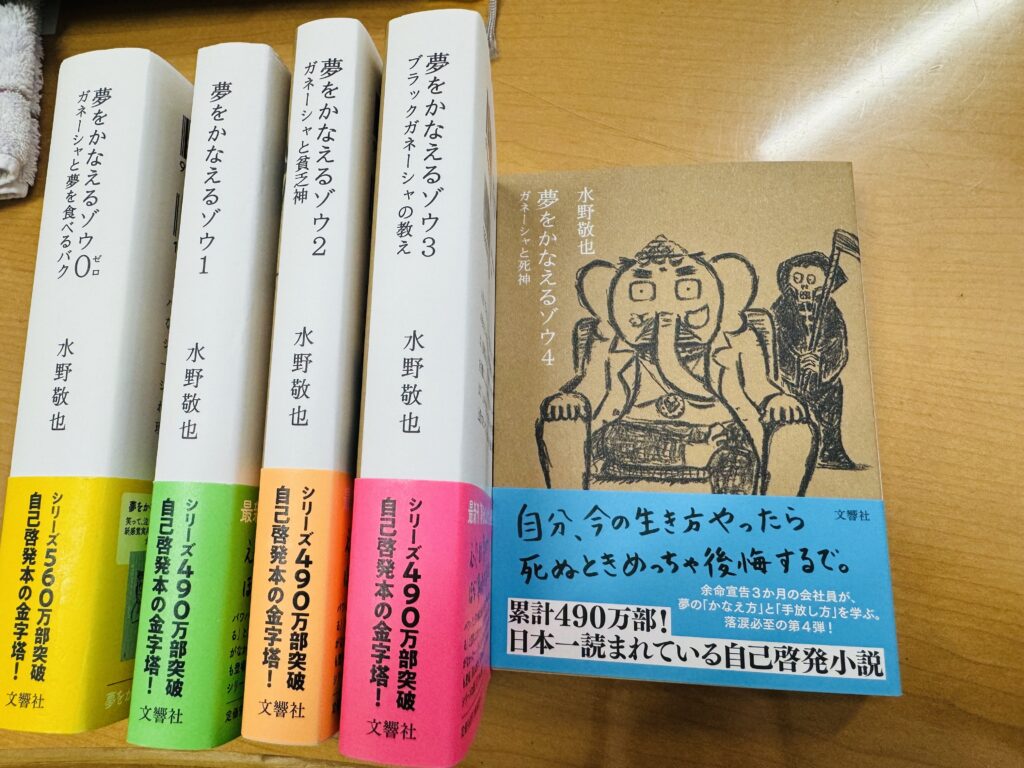 夢をかなえるゾウ0
ゼロ
ガネーシャと夢を食べるバク
水野敬也
シリーズ560万部突破
自己啓発本の金字塔!
文響社
夢をかなえるゾウ1
水野敬也
シリーズ490万部突破
自己啓発本の金字塔!
文響社
夢をかなえるゾウ2
ガネーシャと貧乏神
水野敬也
シリーズ490万部突破
自己啓発本の金字塔!
文響社
夢をかなえるゾウ3
ブラックガネーシャの教え
水野敬也
シリーズ490万部突破
自己啓発本の金字塔!
文響社
水野敬也
夢をかなえるゾウ4
ガネーシャと死神
文響社
自分、今の生き方やったら
死ぬときめっちゃ後悔するで。
余命宣告3か月の会社員が、
夢の「かなえ方」と「手放し方」を学ぶ。
落涙必至の第4弾!
累計490万部!
日本一読まれている自己啓発小説